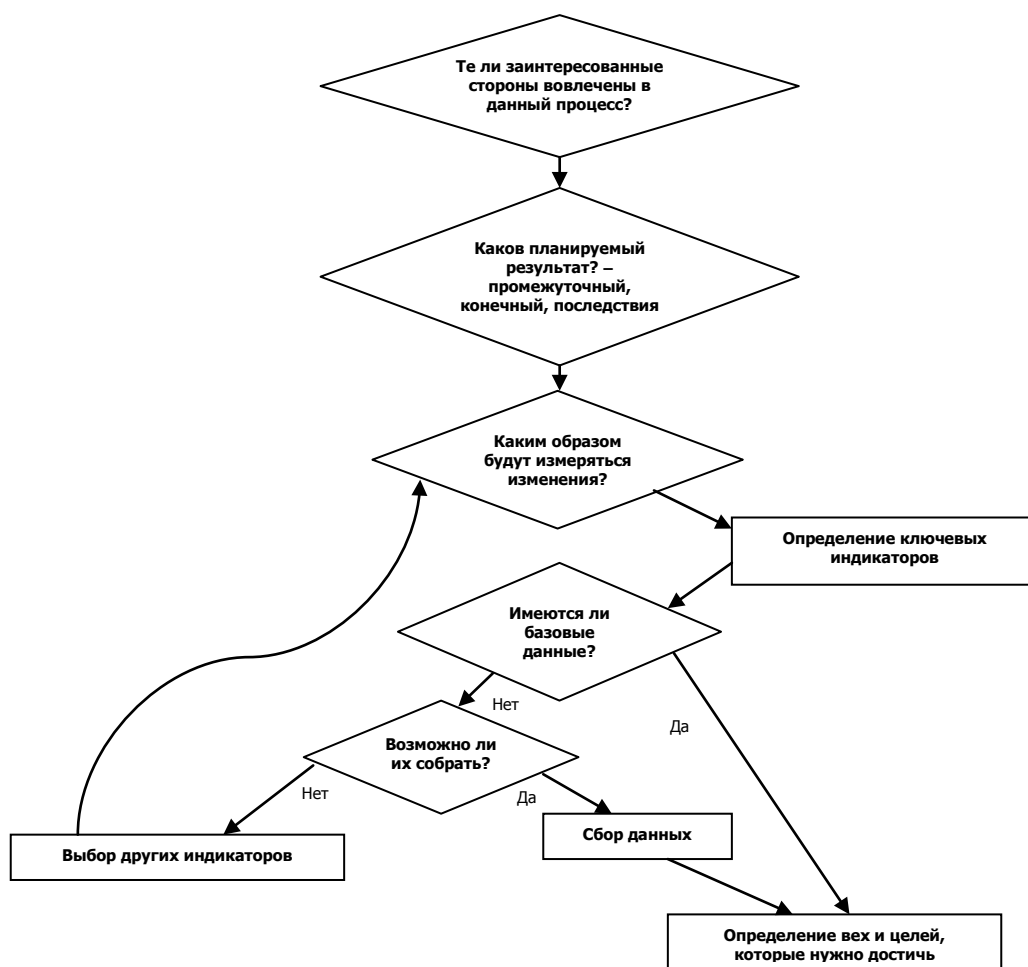 Те ли заинтересованные
стороны вовлечены в
данный процесс?
Каков планируемый
результат? –
промежуточный,
конечный, последствия
Каким образом
будут измеряться
изменения?
Определение ключевых
индикаторов
Имеются ли
базовые
данные?
Нет
Да
Возможно ли
их собрать?
Нет
Да
Сбор данных
Выбор других индикаторов
Определение вех и целей,
которые нужно достичь